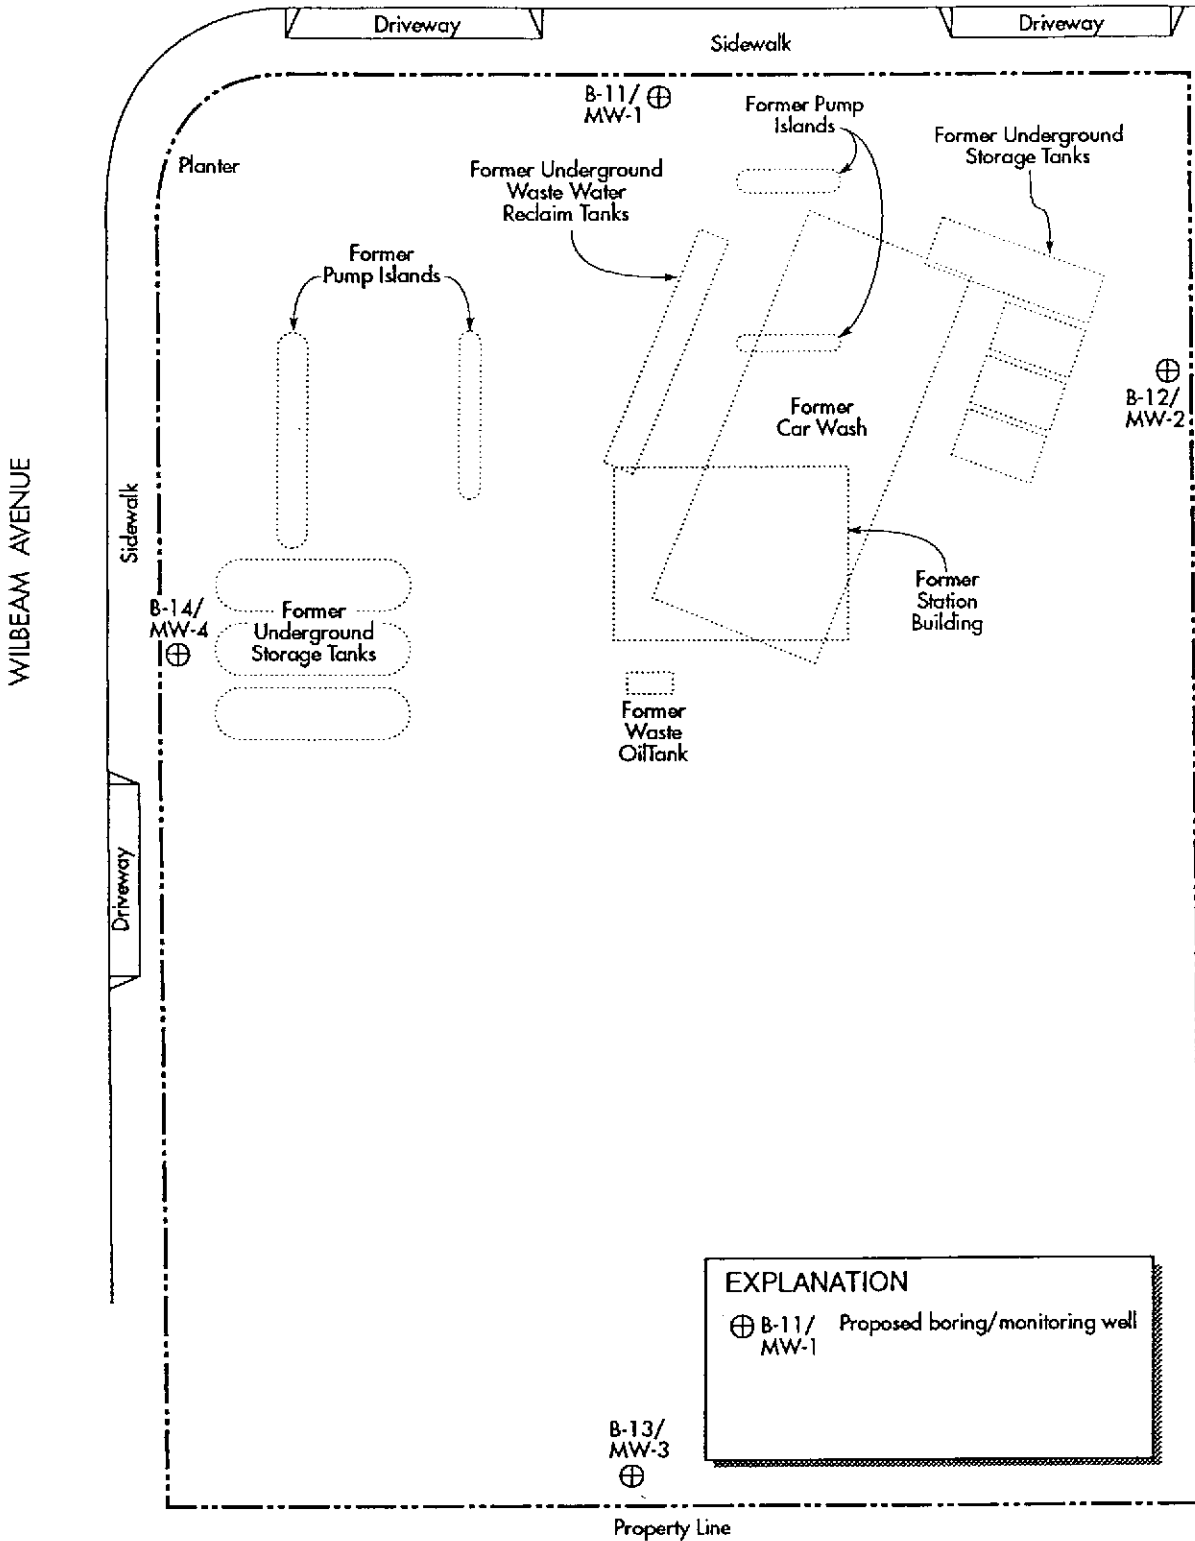 Driveway
Driveway
Sidewalk
B-11/
MW-1
Former Pump
Islands
Former Underground
Storage Tanks
Planter
Former Underground
Waste Water
Reclaim Tanks
Former
Pump Islands
B-12/
MW-2
Former
Car Wash
WILBEAM AVENUE
Sidewalk
Former
Station
Building
B-14/
MW-4
Former
Underground
Storage Tanks
Former
Waste
OilTank
Driveway
EXPLANATION
B-11/
MW-1
Proposed boring/monitoring well
B-13/
MW-3
Property Line